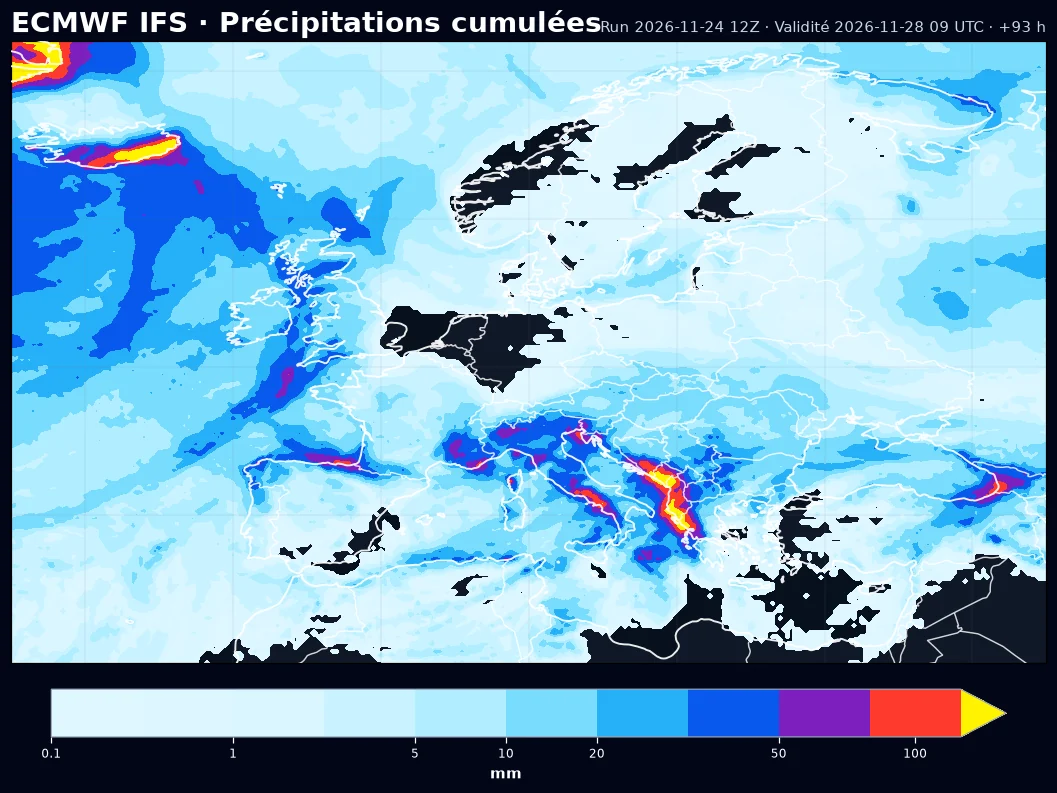 ECMWF IFS · Précipitations cumulées
Run 2026-11-24 12Z · Validité 2026-11-28 09 UTC · +93 h
0.1 1 5 10 20 50 100
mm